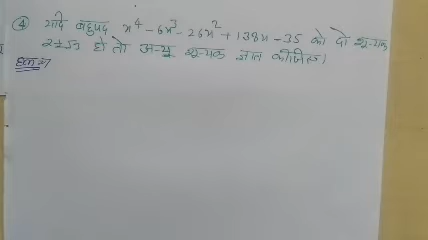 ④ यदि बहुपद x⁴ - 6x³ - 26x² + 138x - 35 को दो शून्यक
2±√3 हो तो अन्य शून्यक ज्ञात कीजिए।
हल :-